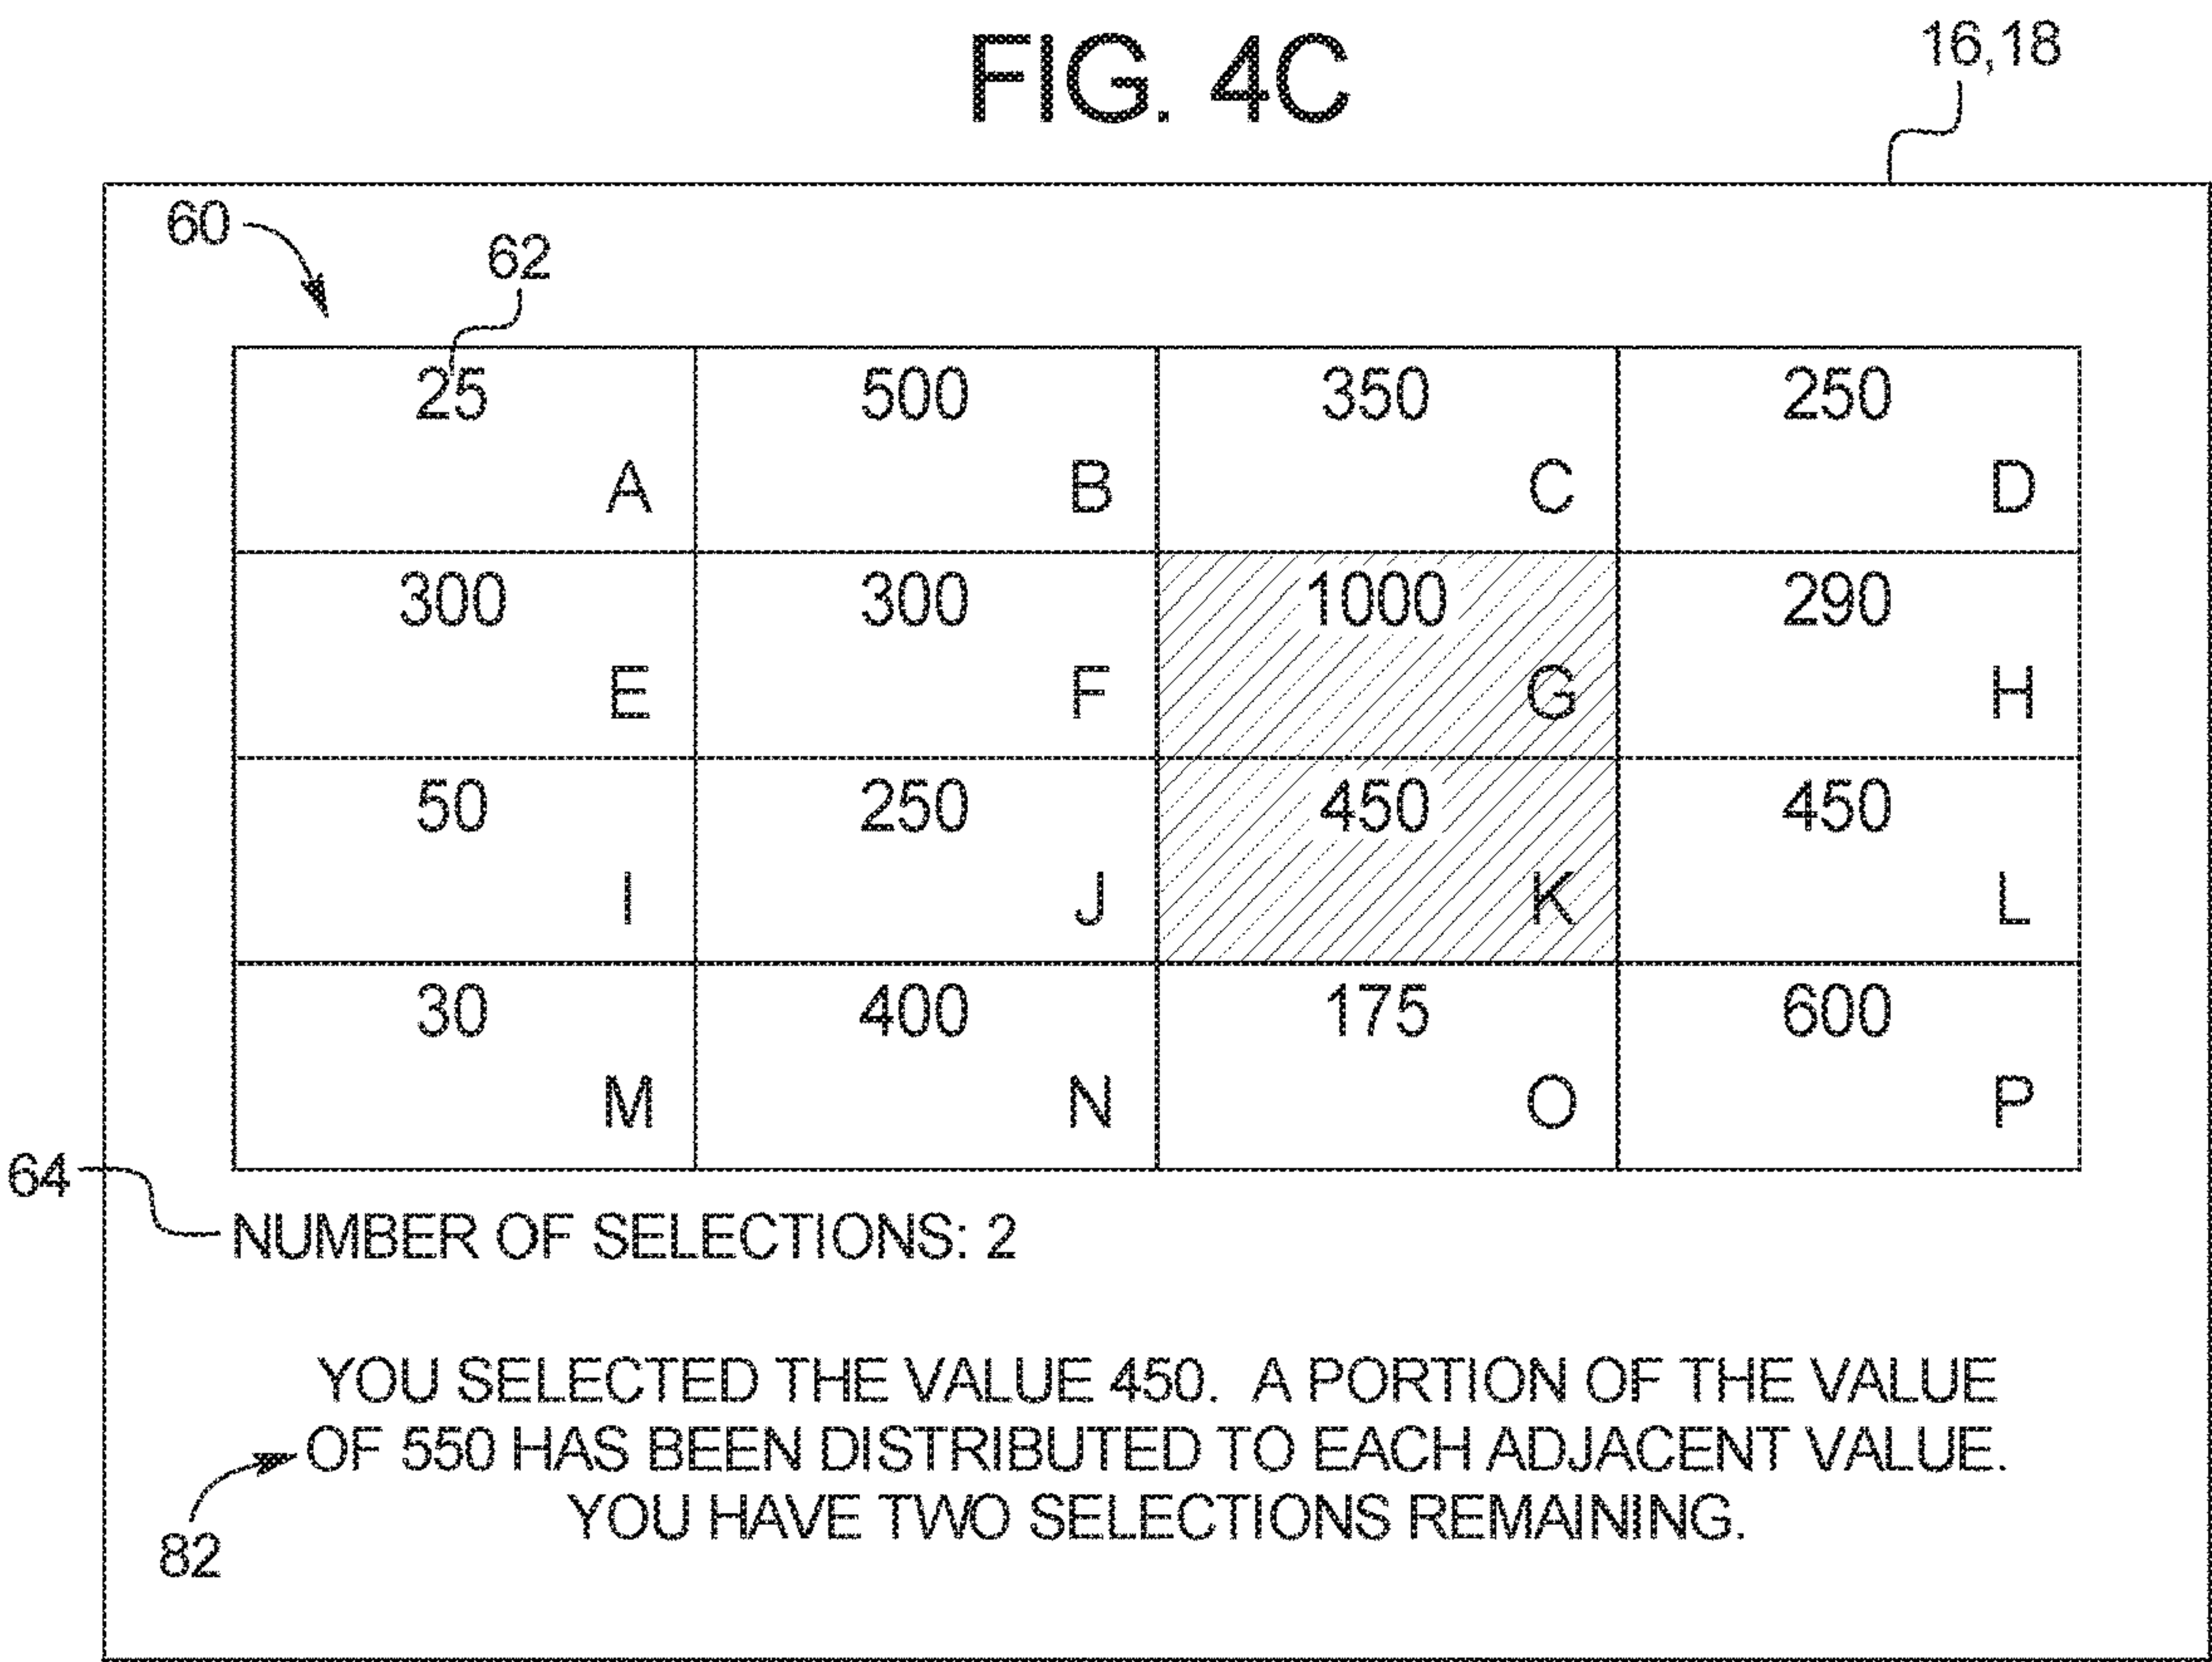 FIG. 4C
16,18
60
62
25 500 350 250
A B C D
300 300 1000 290
E F G H
50 250 450 450
I J K L
30 400 175 600
M N O P
64
NUMBER OF SELECTIONS: 2
YOU SELECTED THE VALUE 450. A PORTION OF THE VALUE
OF 550 HAS BEEN DISTRIBUTED TO EACH ADJACENT VALUE.
YOU HAVE TWO SELECTIONS REMAINING.
82